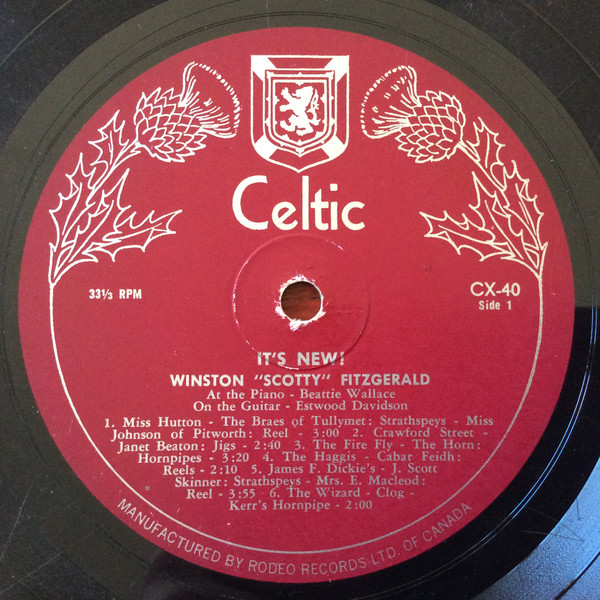 Celtic
33⅓ RPM
CX-40
Side 1
IT'S NEW!
WINSTON "SCOTTY" FITZGERALD
At the Piano - Beattie Wallace
On the Guitar - Estwood Davidson
1. Miss Hutton - The Braes of Tullymet: Strathspeys - Miss
Johnson of Pitworth: Reel - 3:00 2. Crawford Street -
Janet Beaton: Jigs - 2:40 3. The Fire Fly - The Horn:
Hornpipes - 3:20 4. The Haggis - Cabar Feidh:
Reels - 2:10 5. James F. Dickie's - J. Scott
Skinner: Strathspeys - Mrs. E. Macleod:
Reel - 3:55 6. The Wizard - Clog -
Kerr's Hornpipe - 2:00
MANUFACTURED BY RODEO RECORDS LTD. OF CANADA